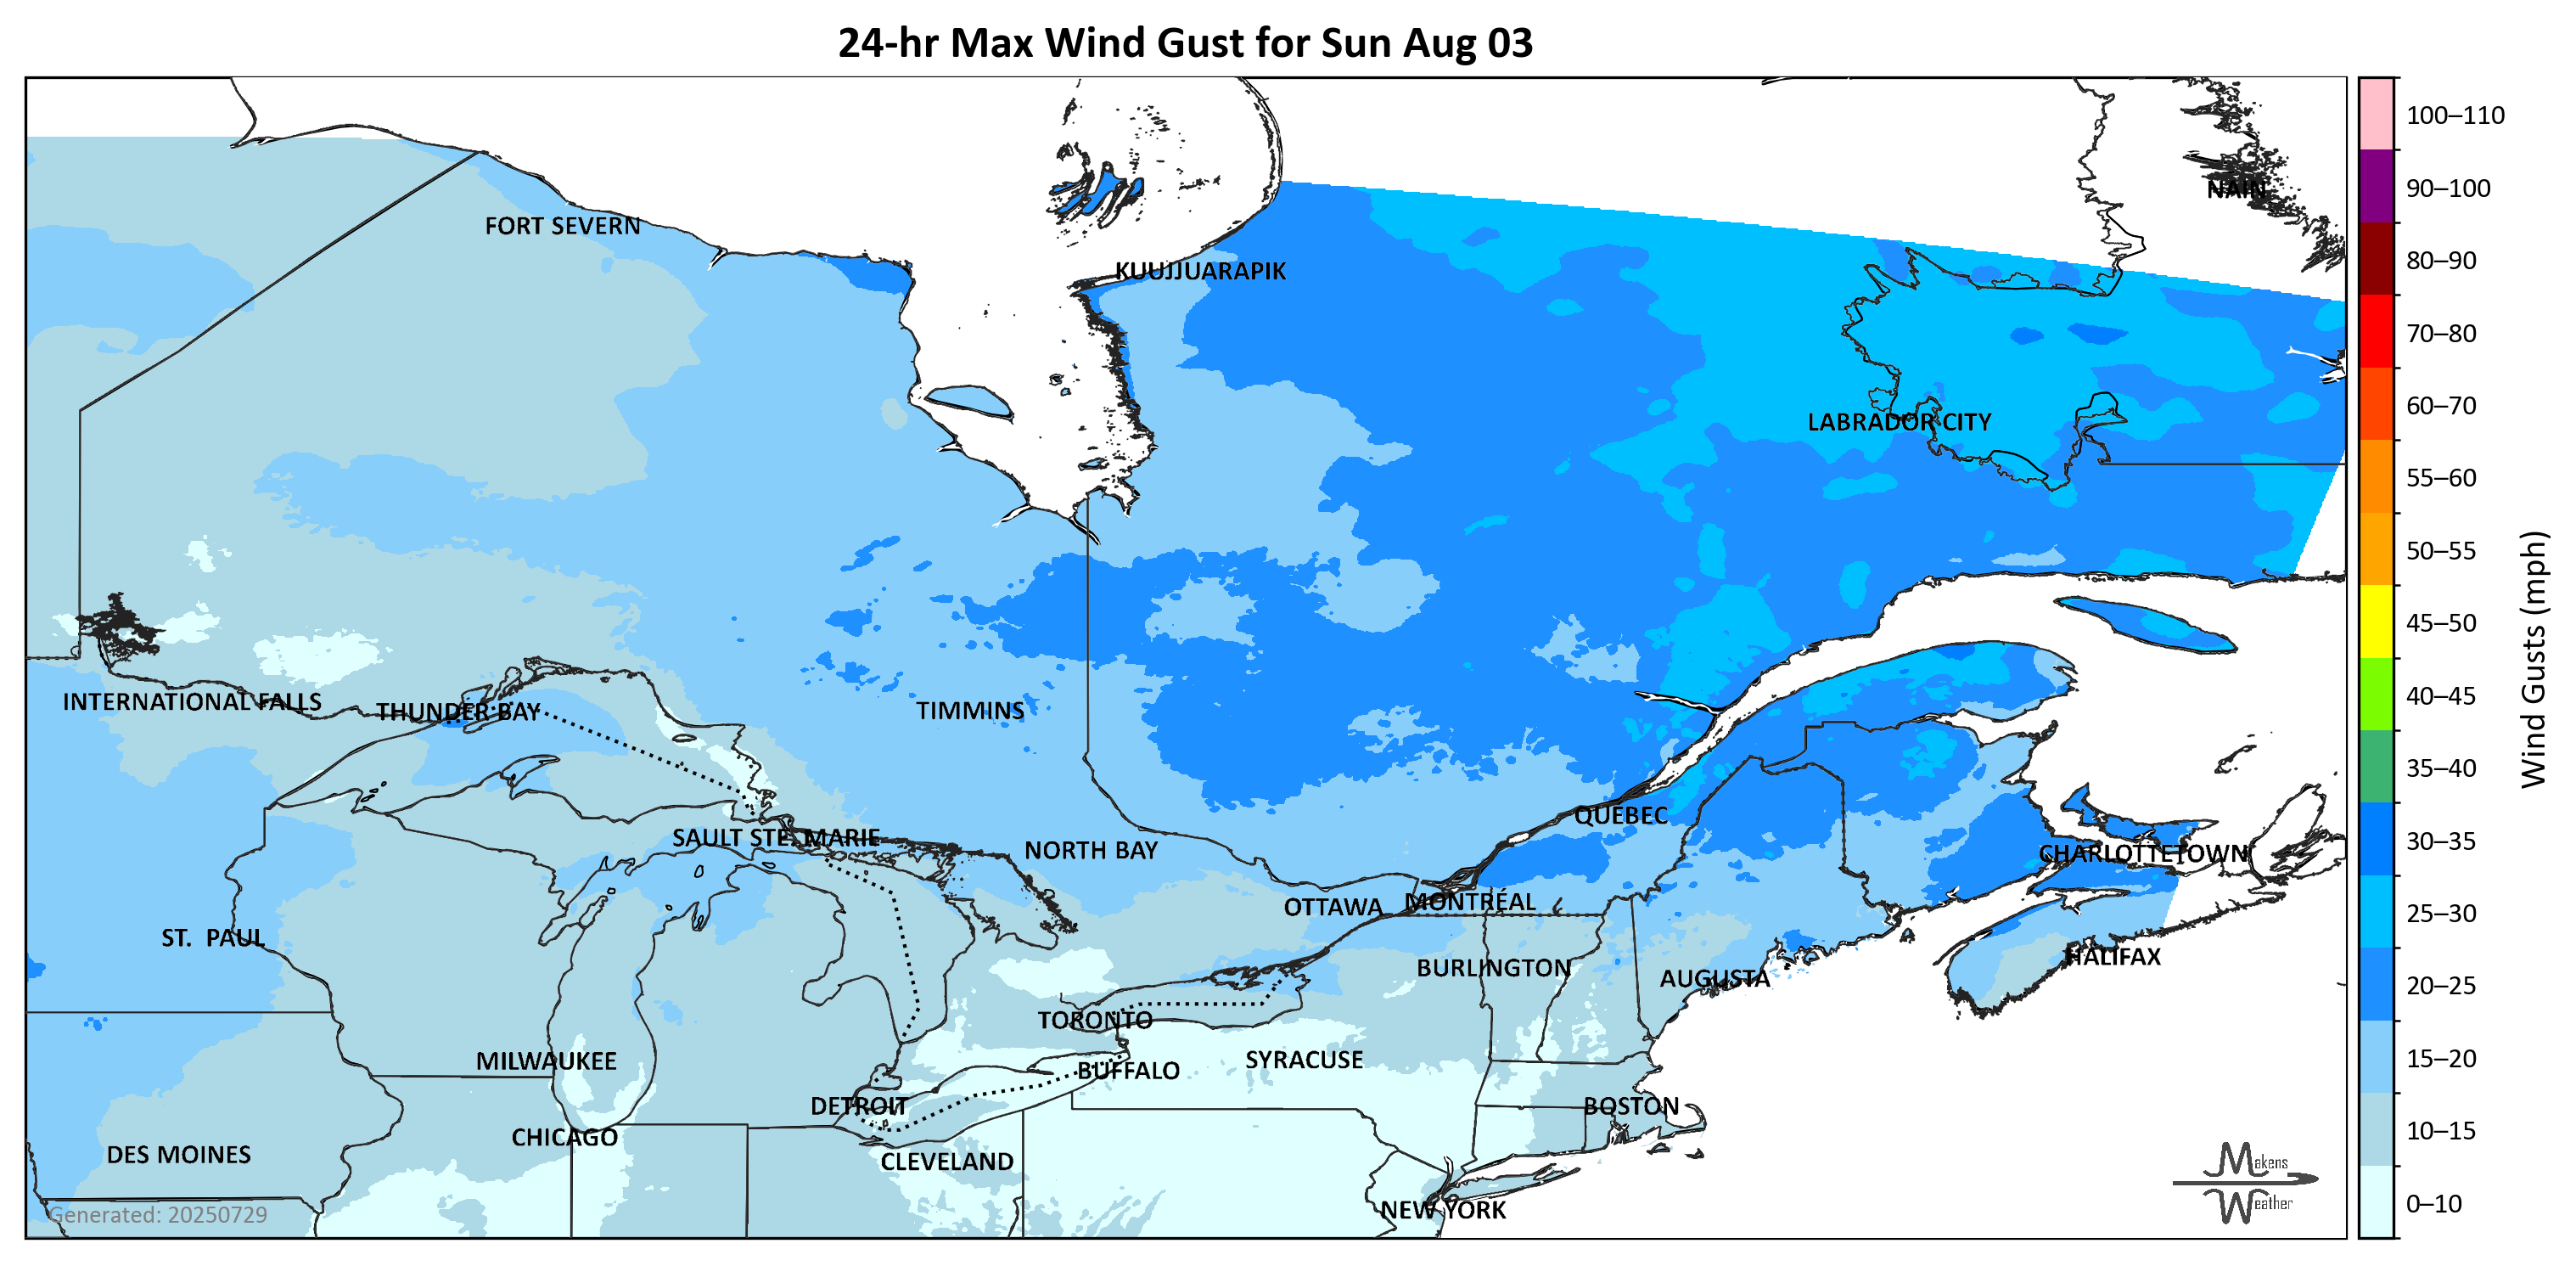 24-hr Max Wind Gust for Sun Aug 03
100–110
90–100
80–90
70–80
60–70
55–60
50–55
45–50
40–45
35–40
30–35
25–30
20–25
15–20
10–15
0–10
Wind Gusts (mph)
NAIN
FORT SEVERN
KUUJJUARAPIK
LABRADOR CITY
INTERNATIONAL FALLS
THUNDER BAY
TIMMINS
QUÉBEC
SAULT STE. MARIE
NORTH BAY
CHARLOTTETOWN
OTTAWA
MONTRÉAL
ST.  PAUL
HALIFAX
BURLINGTON
AUGUSTA
TORONTO
MILWAUKEE
SYRACUSE
BUFFALO
DETROIT
BOSTON
CHICAGO
DES MOINES
CLEVELAND
NEW YORK
Makens
Weather
Generated: 20250729